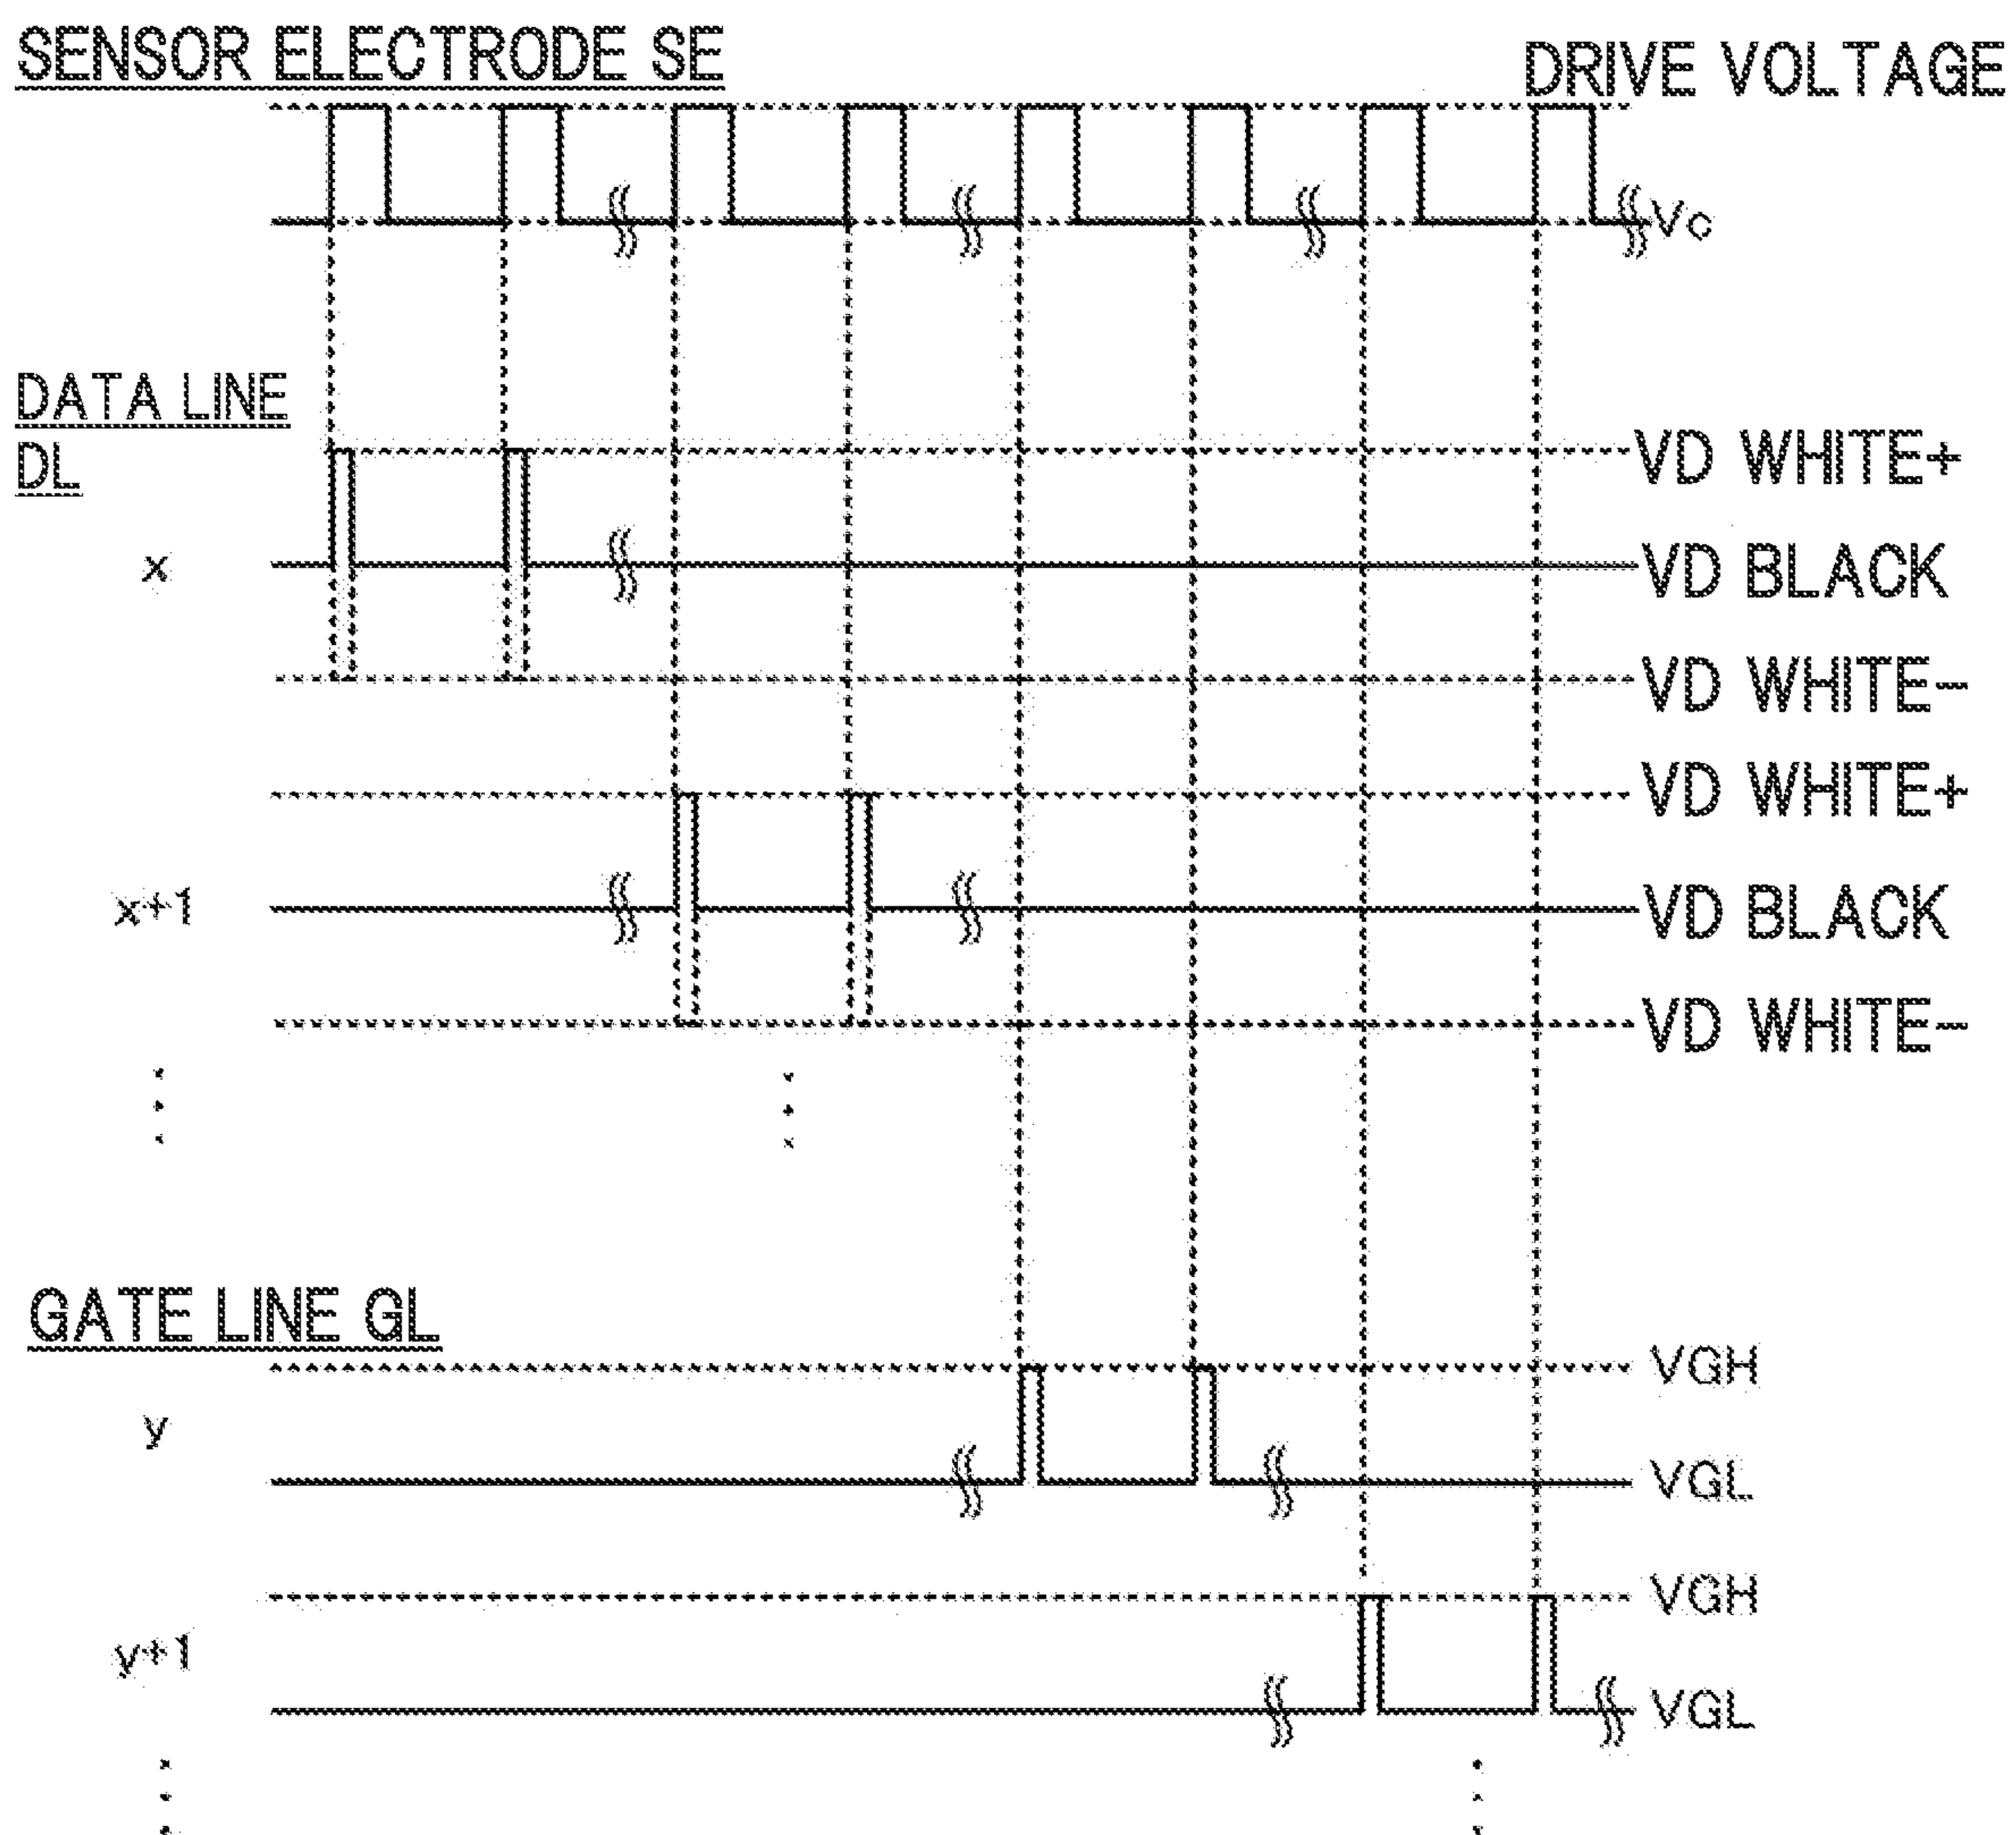 SENSOR ELECTRODE SE
DRIVE VOLTAGE
Vc
DATA LINE
DL
VD WHITE+
x
VD BLACK
VD WHITE-
VD WHITE+
x+1
VD BLACK
VD WHITE-
GATE LINE GL
VGH
y
VGL
VGH
y+1
VGL